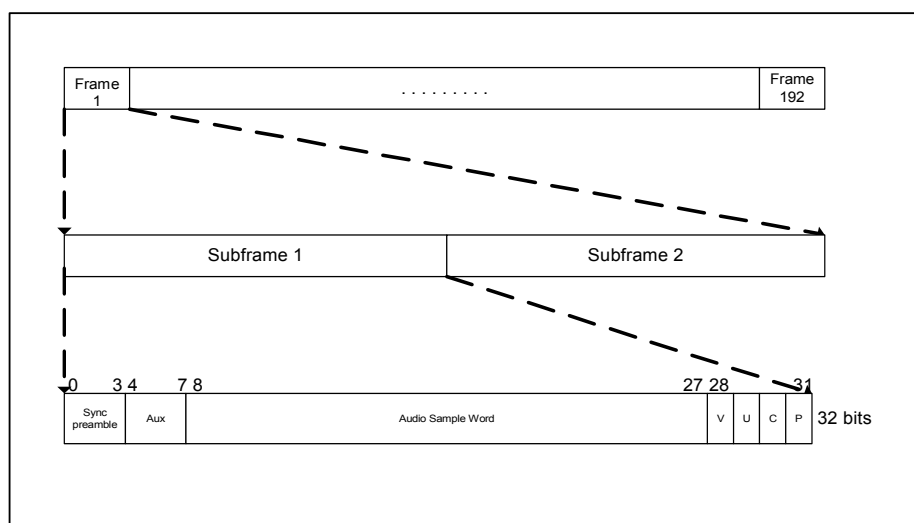 Frame
1
. . . . . . . . .
Frame
192
Subframe 1
Subframe 2
0 3 4 7 8 27 28 31
Sync
preamble
Aux
Audio Sample Word
V
U
C
P
32 bits